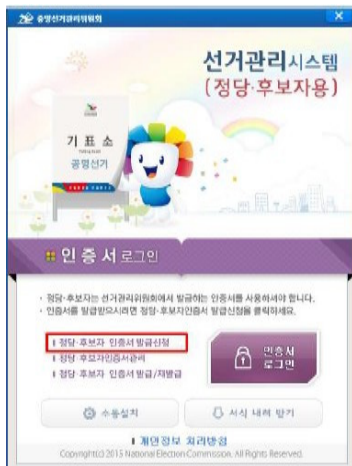 중앙선거관리위원회
선거관리시스템
(정당·후보자용)
기 표 소
공명선거
인증서로그인
· 정당·후보자는 선거관리위원회에서 발급하는 인증서를 사용하셔야 합니다.
· 인증서를 발급받으시려면 정당·후보자인증서 발급신청을 클릭하세요.
정당·후보자 인증서발급신청
정당·후보자인증서관리
정당·후보자 인증서 발급/재발급
인증서
로그인
수동설치
서식 내려 받기
개인정보 처리방침
Copyright(c) 2015 National Election Commission. All Rights Reserved.